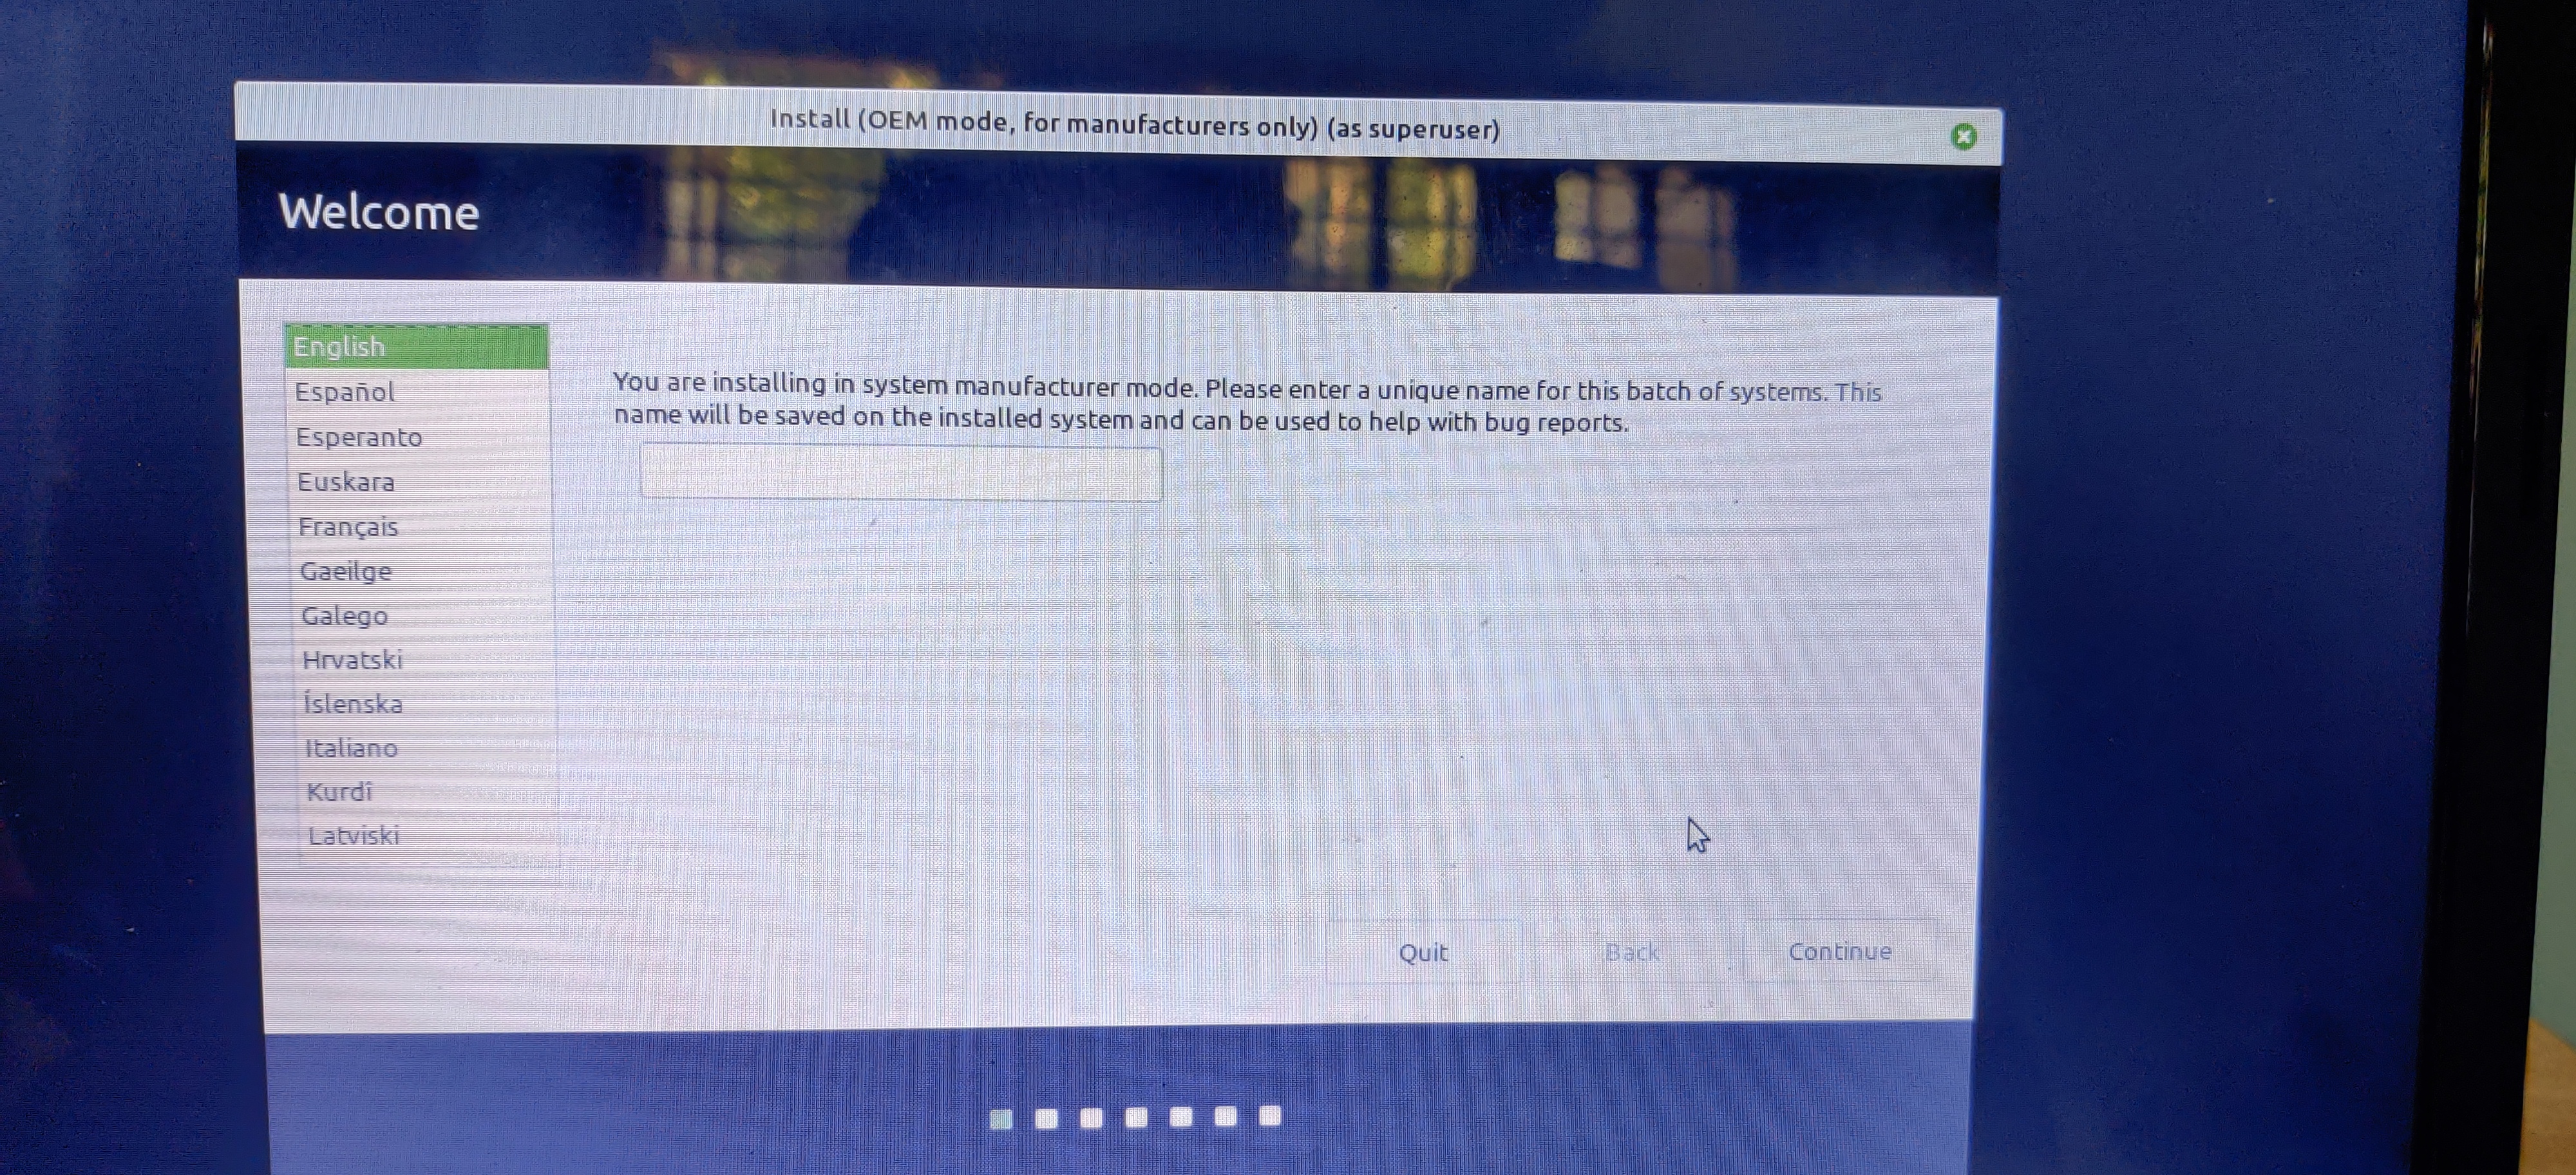 Install (OEM mode, for manufacturers only) (as superuser)
Welcome
English
Español
Esperanto
Euskara
Français
Gaeilge
Galego
Hrvatski
Íslenska
Italiano
Kurdî
Latviski
You are installing in system manufacturer mode. Please enter a unique name for this batch of systems. This
name will be saved on the installed system and can be used to help with bug reports.
Quit
Back
Continue